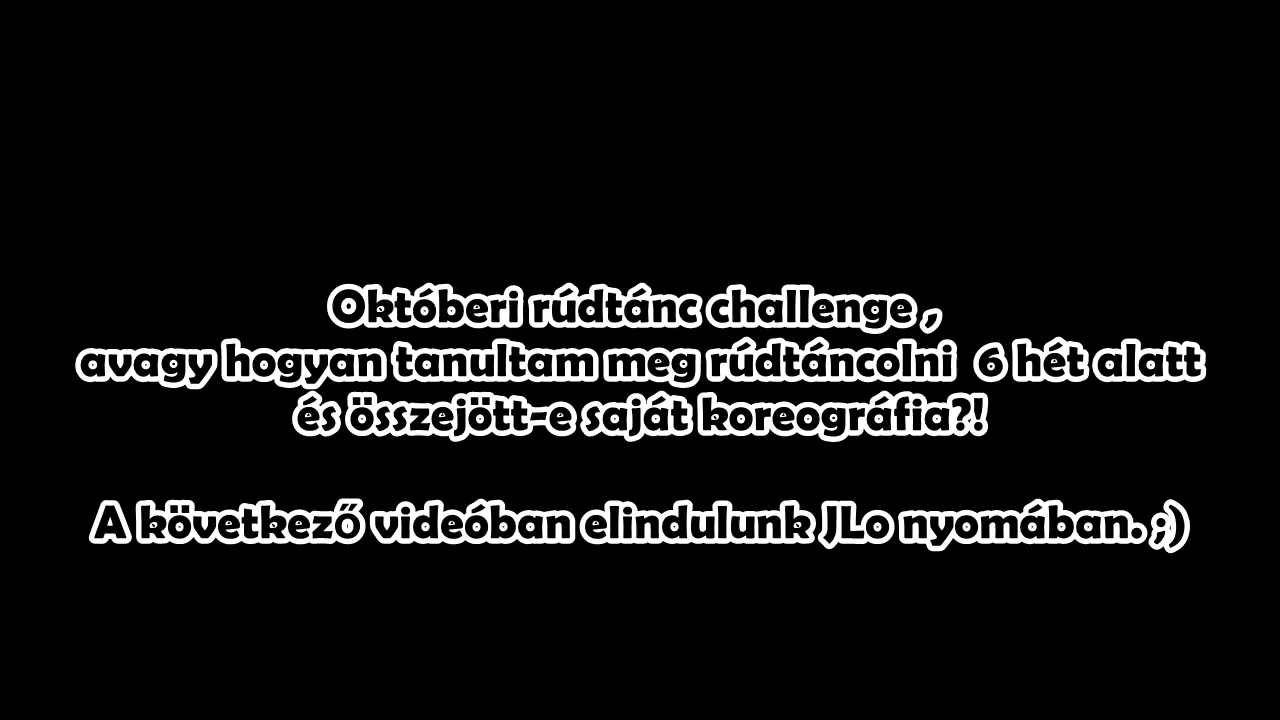 Októberi rúdtánc challenge ,
avagy hogyan tanultam meg rúdtáncolni  6 hét alatt
és összejött-e saját koreográfia?!
A következő videóban elindulunk JLo nyomában. ;)